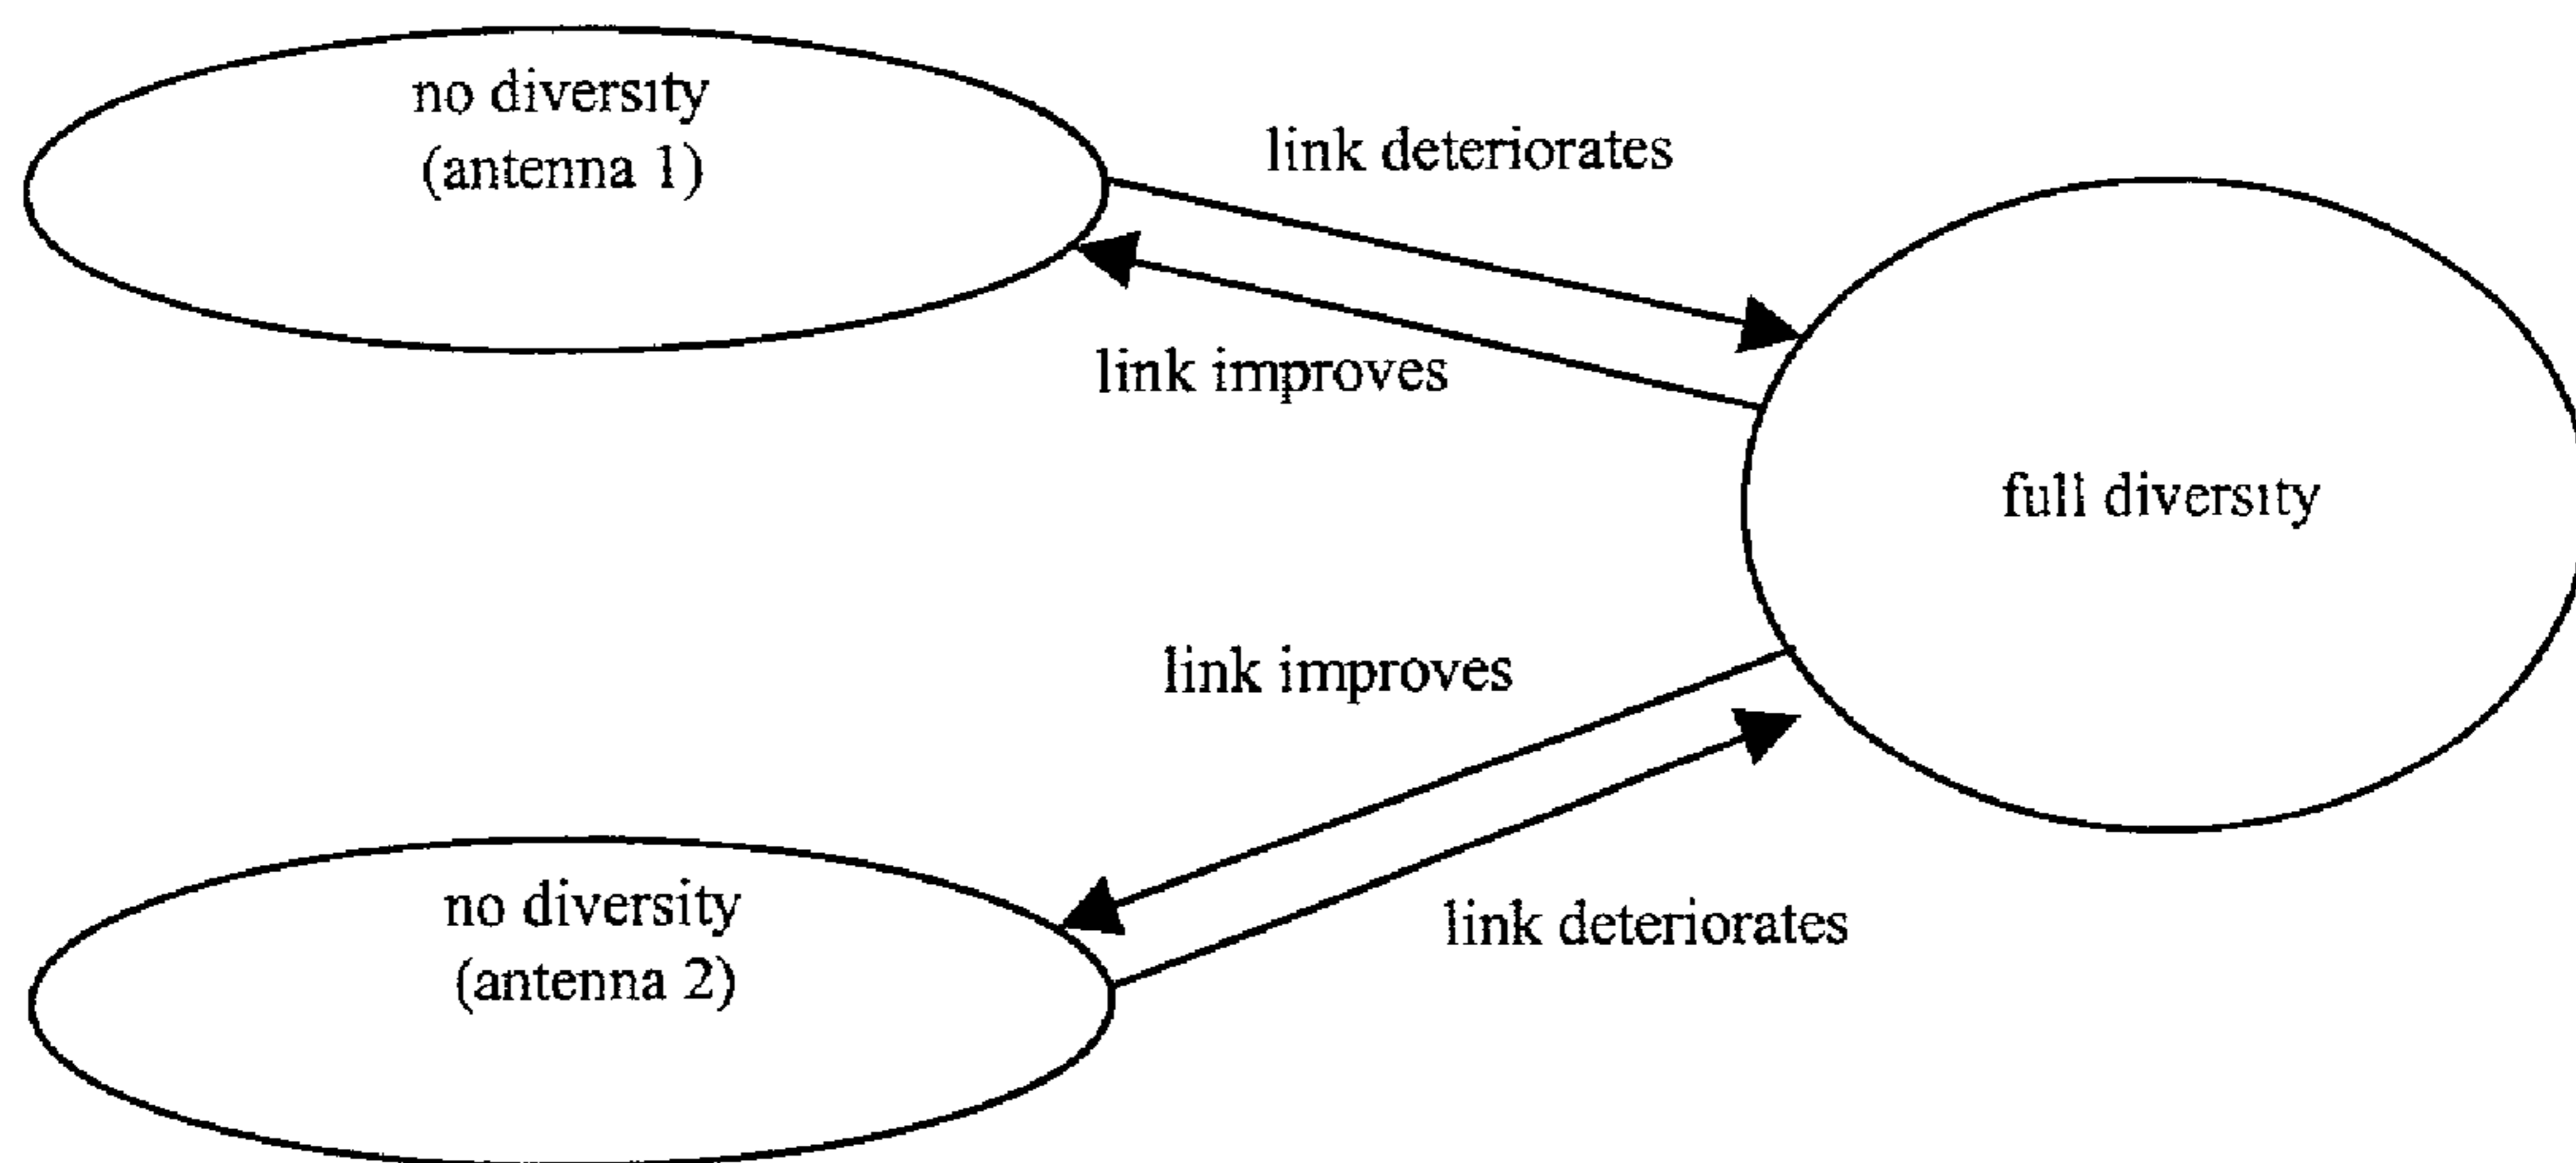 no diversity
(antenna 1)
link deteriorates
link improves
full diversity
link improves
link deteriorates
no diversity
(antenna 2)